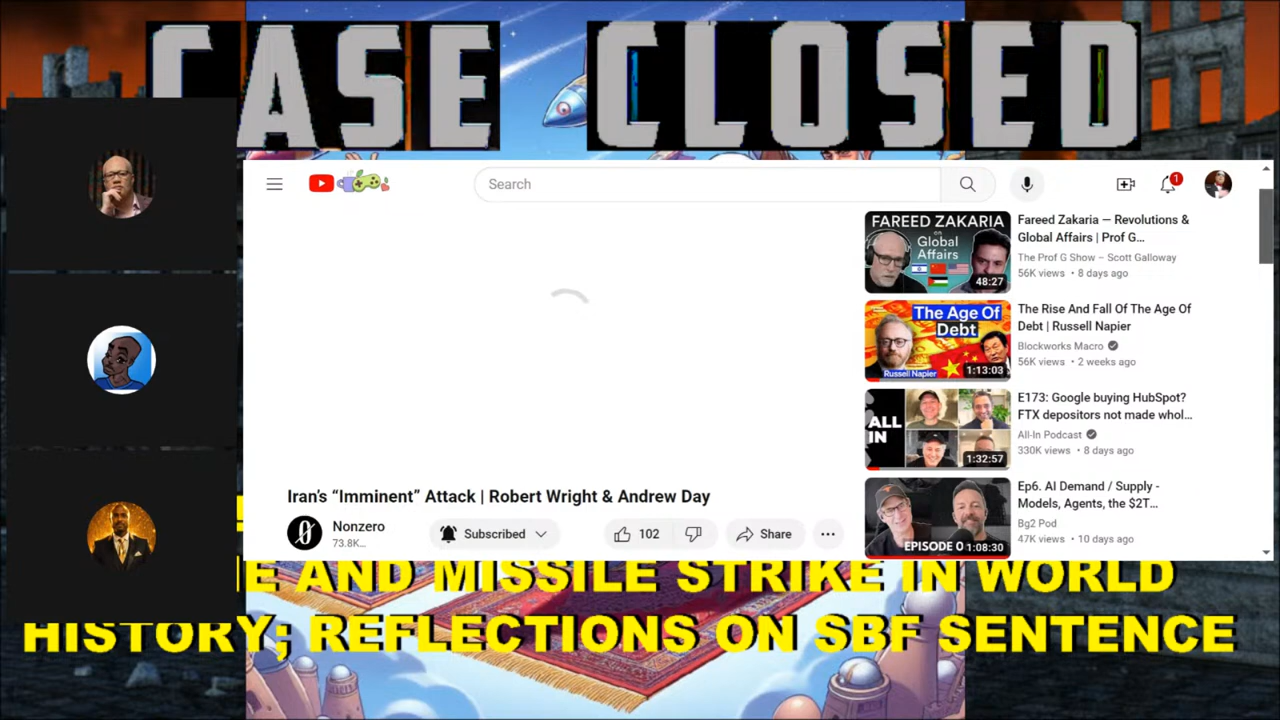 CASE CLOSED
Search
1
FAREED ZAKARIA
on
Global
Affairs
48:27
Fareed Zakaria — Revolutions &
Global Affairs | Prof G...
The Prof G Show – Scott Galloway
56K views • 8 days ago
The Age Of
Debt
Russell Napier
1:13:03
The Rise And Fall Of The Age Of
Debt | Russell Napier
Blockworks Macro
56K views • 2 weeks ago
ALL
IN
1:32:57
E173: Google buying HubSpot?
FTX depositors not made whol...
All-In Podcast
330K views • 8 days ago
EPISODE
1:08:30
Ep6. AI Demand / Supply -
Models, Agents, the $2T...
Bg2 Pod
47K views • 10 days ago
Iran's “Imminent” Attack | Robert Wright & Andrew Day
Nonzero
73.8K...
Subscribed
102
Share
E AND MISSILE STRIKE IN WORLD
HISTORY; REFLECTIONS ON SBF SENTENCE